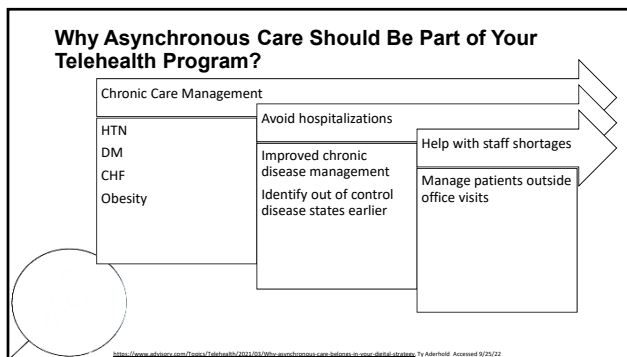 Why Asynchronous Care Should Be Part of Your
Telehealth Program?
Chronic Care Management
HTN
DM
CHF
Obesity
Avoid hospitalizations
Improved chronic
disease management
Identify out of control
disease states earlier
Help with staff shortages
Manage patients outside
office visits
https://www.advisory.com/Topics/Telehealth/2021/03/Why-asynchronous-care-belongs-in-your-digital-strategy, Ty Aderhold Accessed 9/25/22